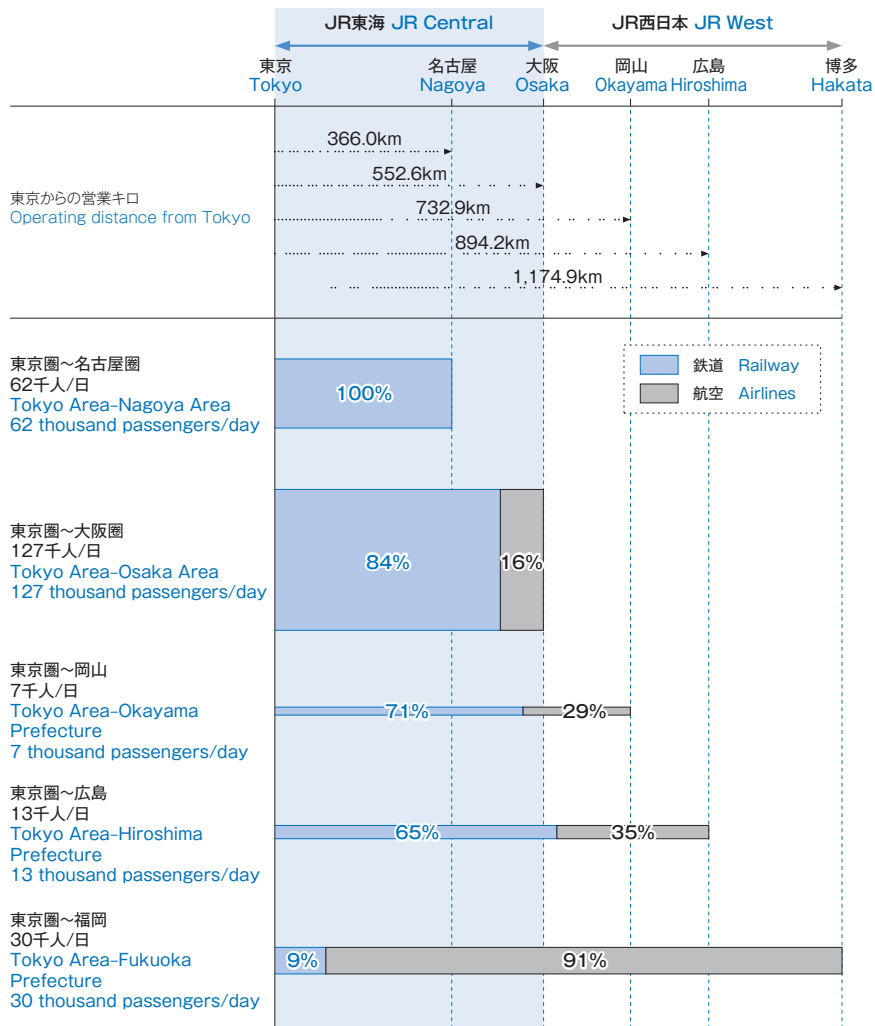 JR東海 JR Central
JR西日本 JR West
東京
Tokyo
名古屋
Nagoya
大阪
Osaka
岡山
Okayama
広島
Hiroshima
博多
Hakata
東京からの営業キロ
Operating distance from Tokyo
366.0km
552.6km
732.9km
894.2km
1,174.9km
鉄道 Railway
航空 Airlines
東京圏〜名古屋圏
62千人/日
Tokyo Area–Nagoya Area
62 thousand passengers/day
100%
東京圏〜大阪圏
127千人/日
Tokyo Area–Osaka Area
127 thousand passengers/day
84%
16%
東京圏〜岡山
7千人/日
Tokyo Area–Okayama
Prefecture
7 thousand passengers/day
71%
29%
東京圏〜広島
13千人/日
Tokyo Area–Hiroshima
Prefecture
13 thousand passengers/day
65%
35%
東京圏〜福岡
30千人/日
Tokyo Area–Fukuoka
Prefecture
30 thousand passengers/day
9%
91%